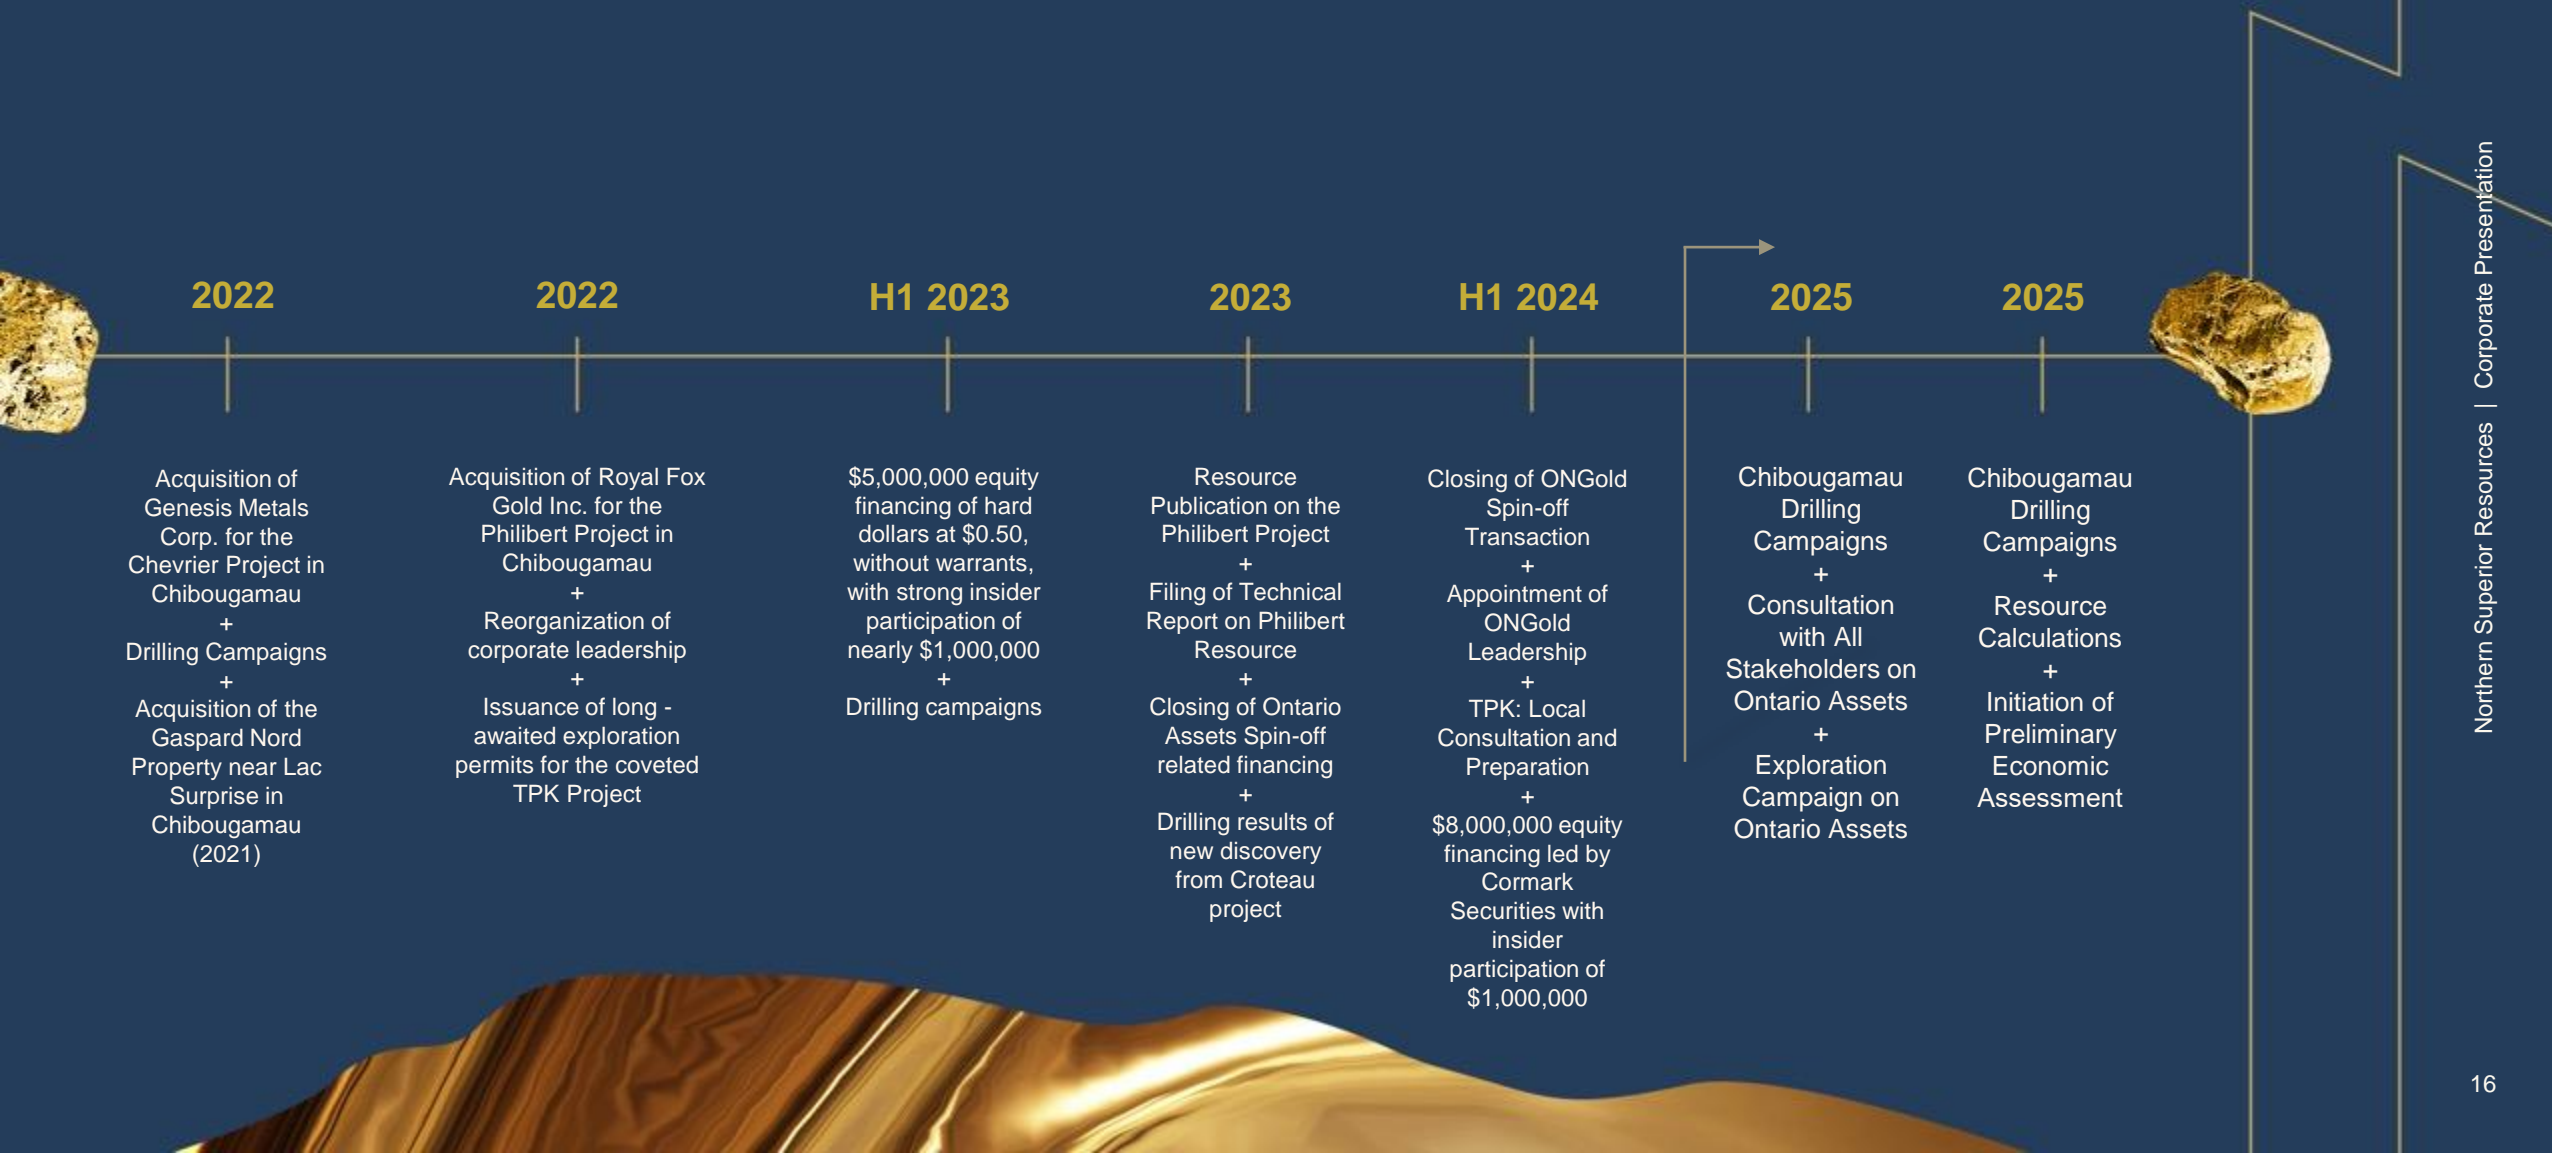 2022
Acquisition of
Genesis Metals
Corp. for the
Chevrier Project in
Chibougamau
+
Drilling Campaigns
+
Acquisition of the
Gaspard Nord
Property near Lac
Surprise in
Chibougamau
(2021)
2022
Acquisition of Royal Fox
Gold Inc. for the
Philibert Project in
Chibougamau
+
Reorganization of
corporate leadership
+
Issuance of long -
awaited exploration
permits for the coveted
TPK Project
H1 2023
$5,000,000 equity
financing of hard
dollars at $0.50,
without warrants,
with strong insider
participation of
nearly $1,000,000
+
Drilling campaigns
2023
Resource
Publication on the
Philibert Project
+
Filing of Technical
Report on Philibert
Resource
+
Closing of Ontario
Assets Spin-off
related financing
+
Drilling results of
new discovery
from Croteau
project
H1 2024
Closing of ONGold
Spin-off
Transaction
+
Appointment of
ONGold
Leadership
+
TPK: Local
Consultation and
Preparation
+
$8,000,000 equity
financing led by
Cormark
Securities with
insider
participation of
$1,000,000
2025
Chibougamau
Drilling
Campaigns
+
Consultation
with All
Stakeholders on
Ontario Assets
+
Exploration
Campaign on
Ontario Assets
2025
Chibougamau
Drilling
Campaigns
+
Resource
Calculations
+
Initiation of
Preliminary
Economic
Assessment
Northern Superior Resources | Corporate Presentation
16